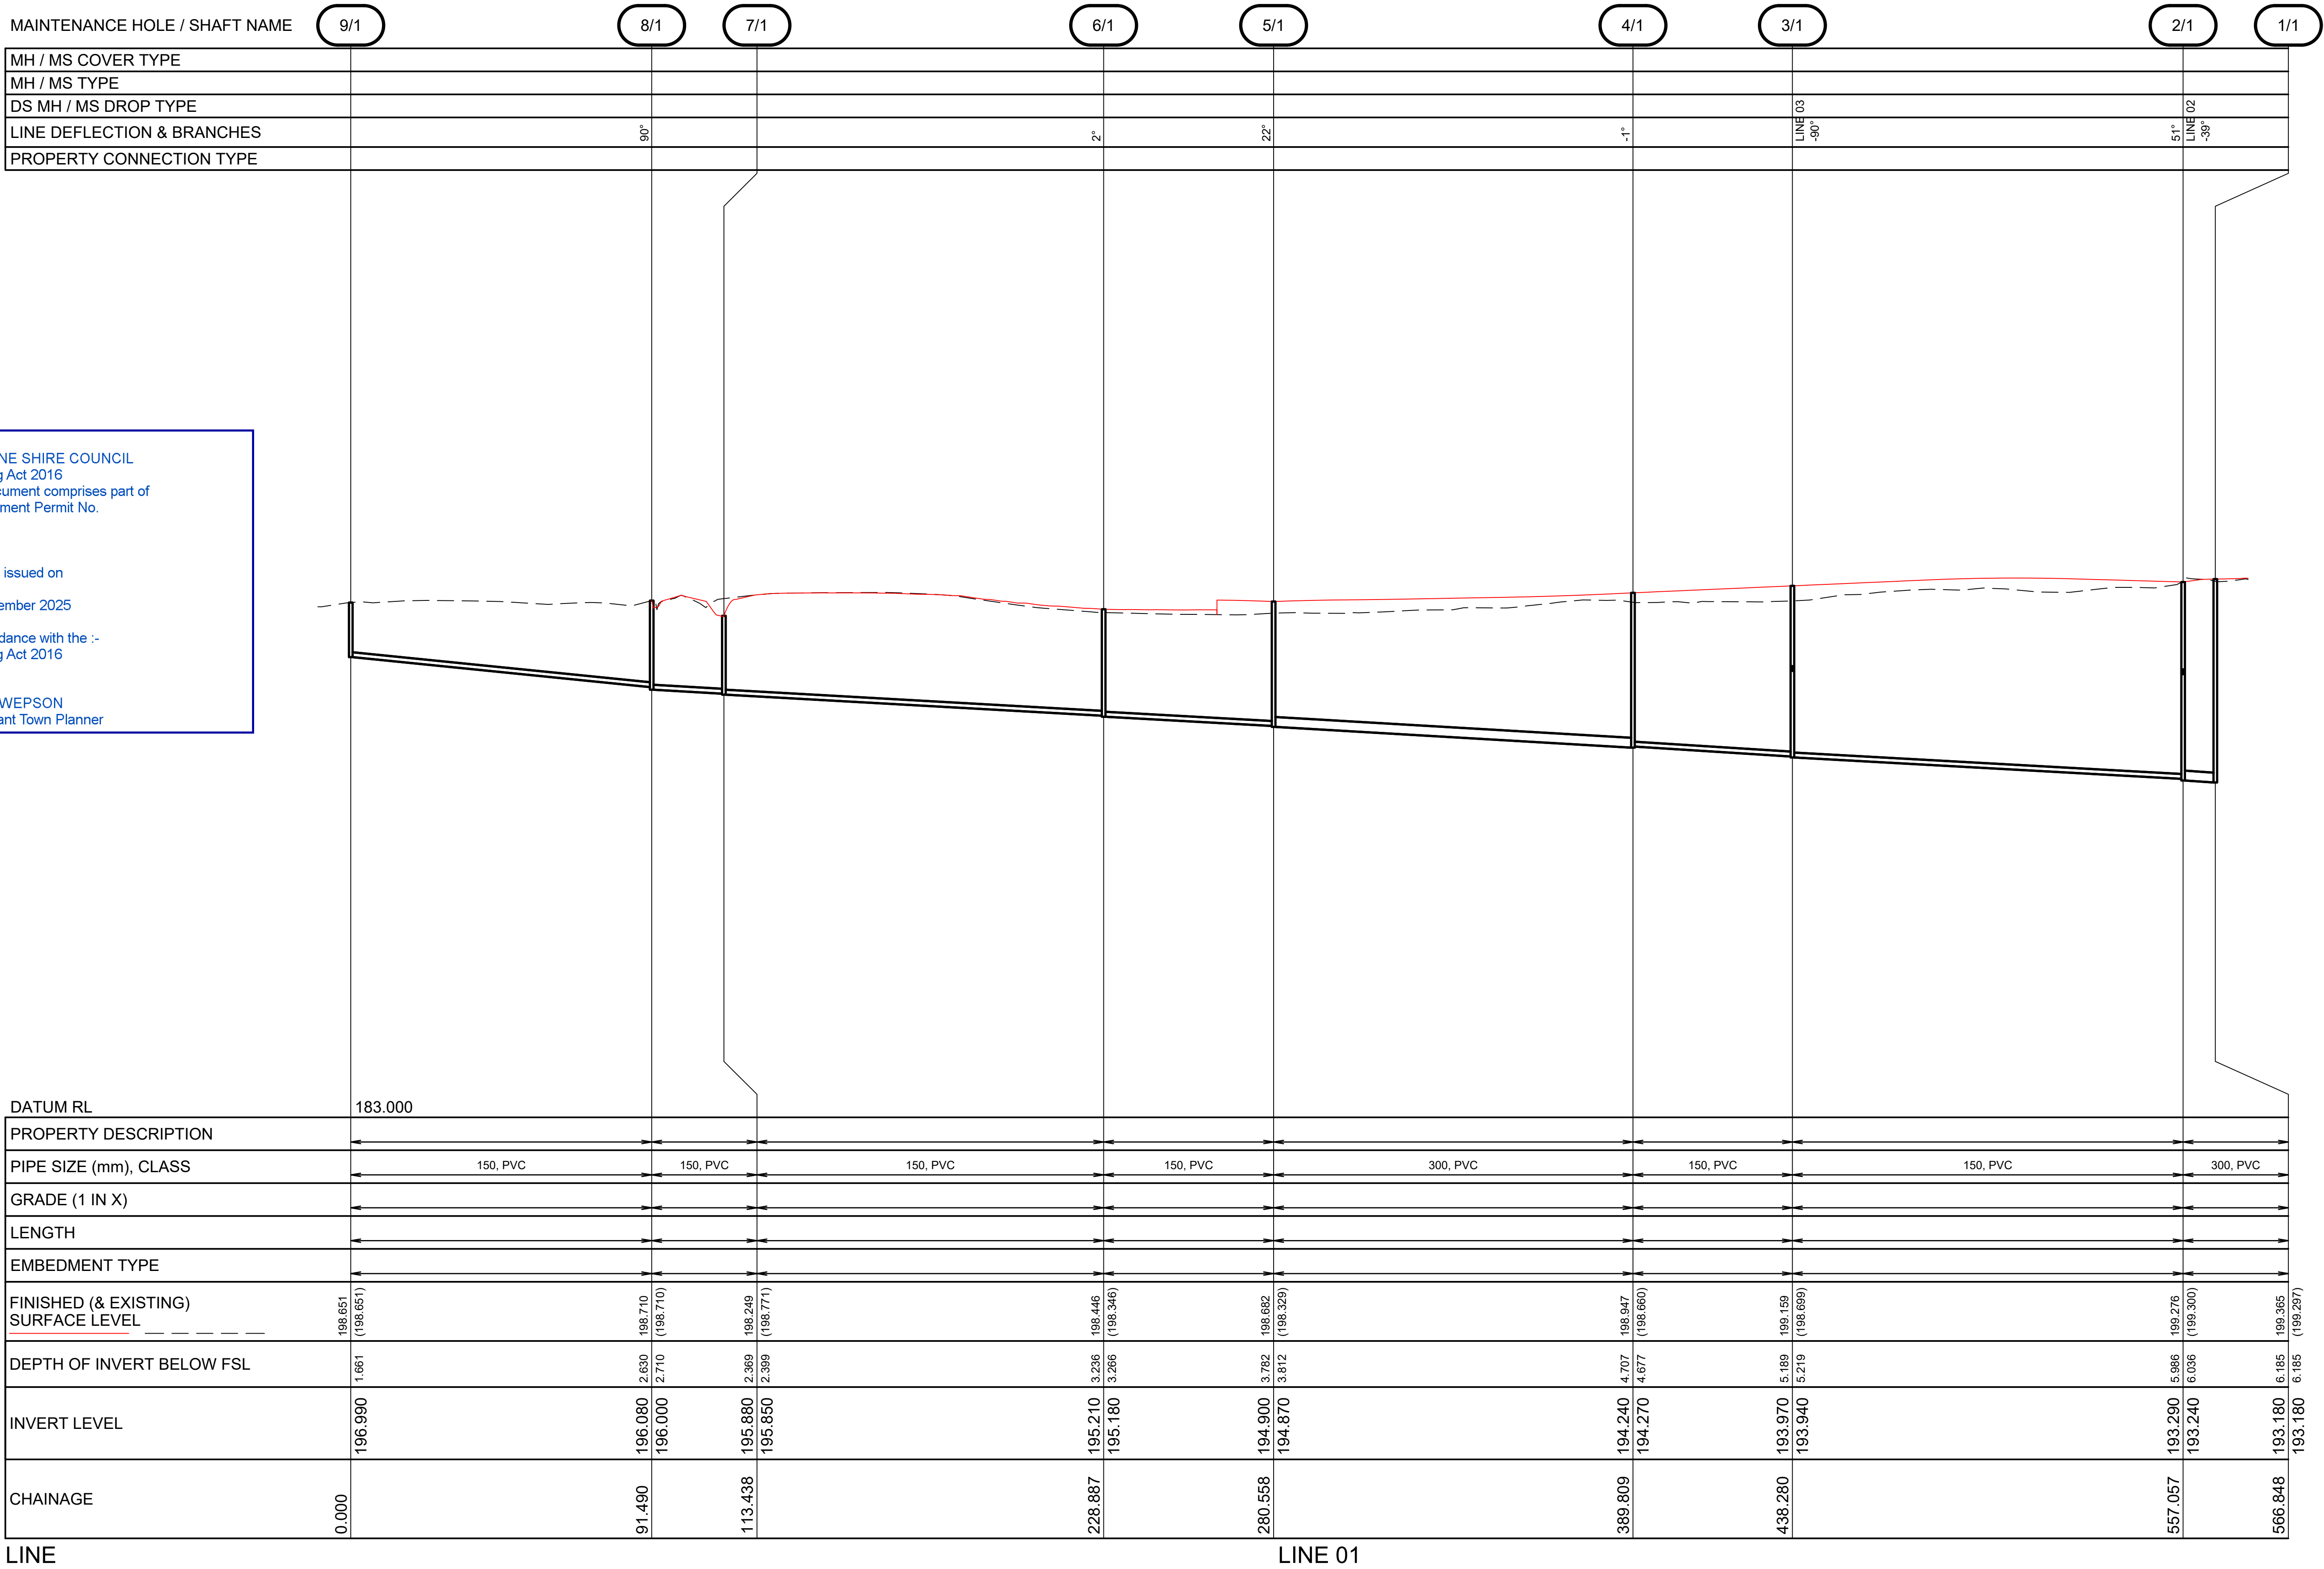 MAINTENANCE HOLE / SHAFT NAME 9/1 8/1 7/1 6/1 5/1 4/1 3/1 2/1 1/1
MH / MS COVER TYPE
MH / MS TYPE
DS MH / MS DROP TYPE
LINE DEFLECTION & BRANCHES 90° 2° 22° -1° LINE 03 -90° 51° LINE 02 -39°
PROPERTY CONNECTION TYPE
NE SHIRE COUNCIL
g Act 2016
cument comprises part of
ment Permit No.
issued on
ember 2025
dance with the :-
g Act 2016
WEPSON
ant Town Planner
DATUM RL 183.000
PROPERTY DESCRIPTION
PIPE SIZE (mm), CLASS 150, PVC 150, PVC 150, PVC 150, PVC 300, PVC 150, PVC 150, PVC 300, PVC
GRADE (1 IN X)
LENGTH
EMBEDMENT TYPE
FINISHED (& EXISTING)
SURFACE LEVEL
198.651 198.710 198.249 198.446 198.682 198.947 199.159 199.276 199.365
(198.651) (198.710) (198.771) (198.346) (198.329) (198.660) (198.699) (199.300) (199.297)
DEPTH OF INVERT BELOW FSL
1.661 2.630 2.710 2.369 2.399 3.236 3.266 3.782 3.812 4.707 4.677 5.189 5.219 5.986 6.036 6.185 6.185
INVERT LEVEL
196.990 196.080 196.000 195.880 195.850 195.210 195.180 194.900 194.870 194.240 194.270 193.970 193.940 193.290 193.240 193.180 193.180
CHAINAGE
0.000 91.490 113.438 228.887 280.558 389.809 438.280 557.057 566.848
LINE LINE 01